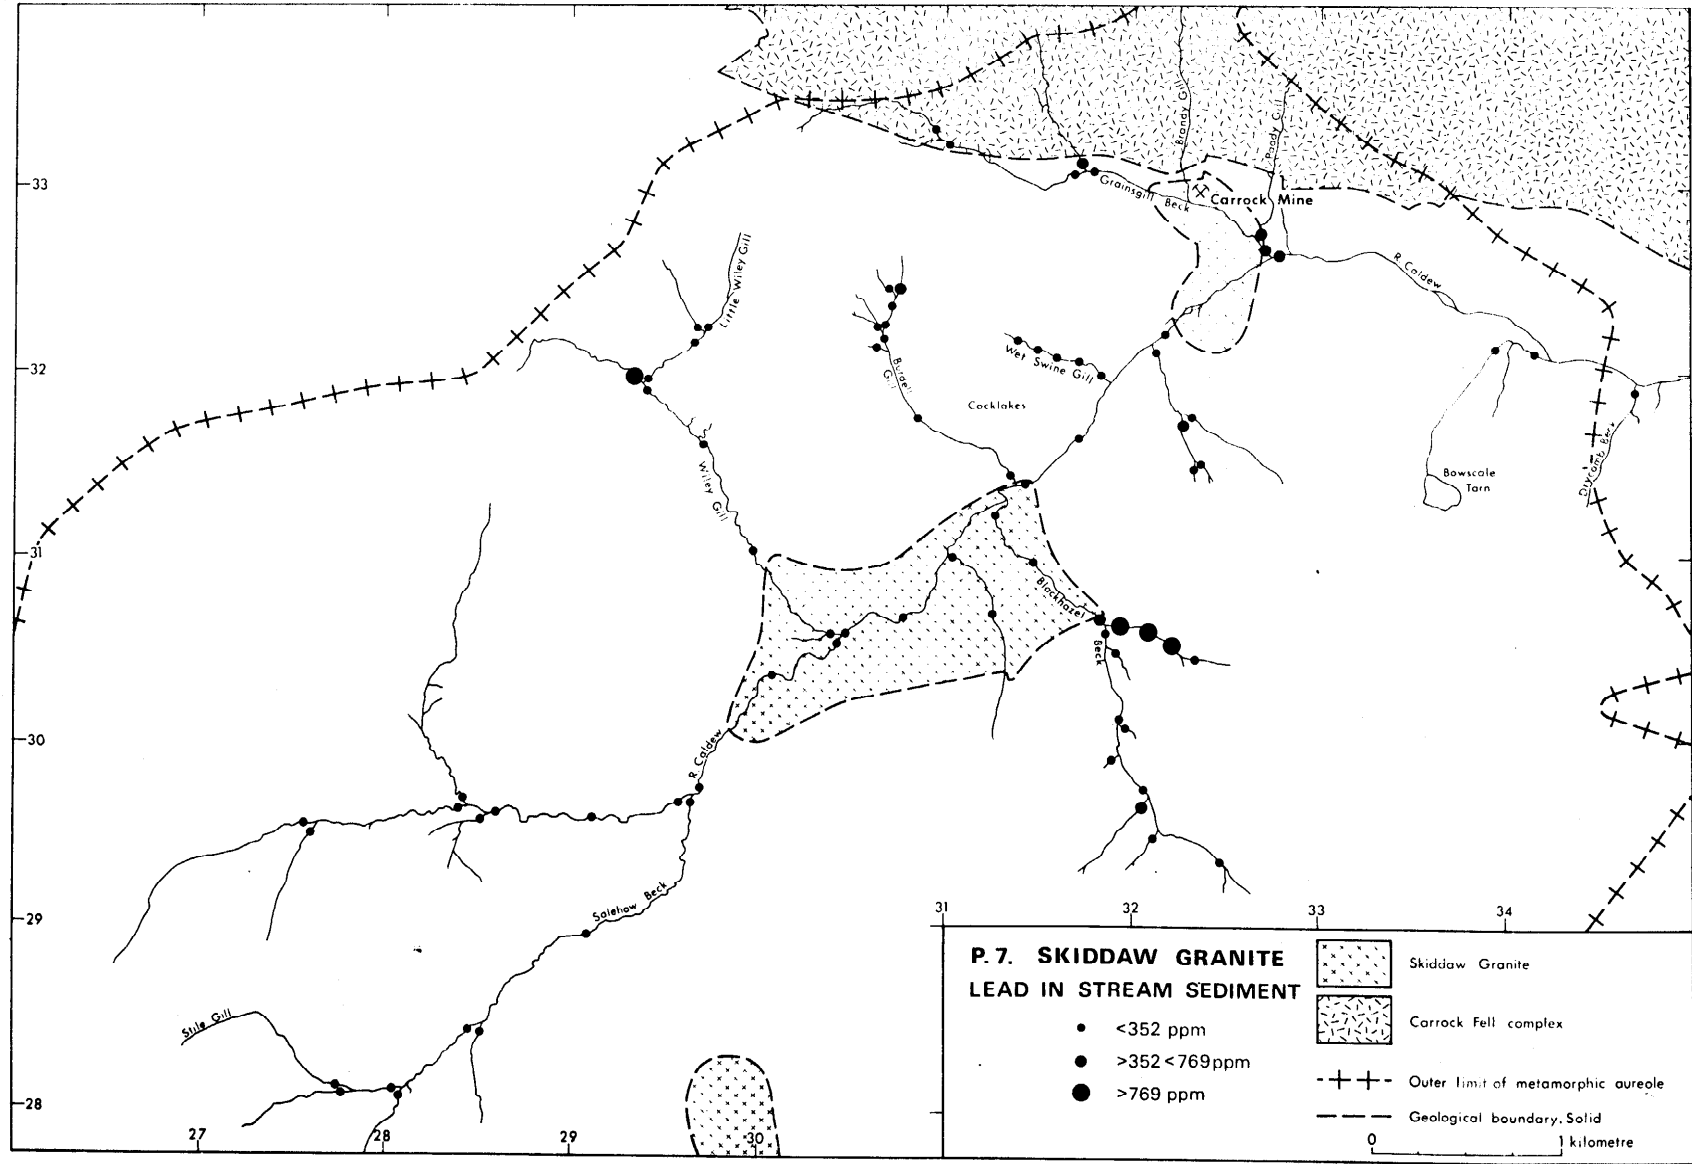 Brandy Gill
Poddy Gill
33
Grainsgill Beck
Carrock Mine
Little Wiley Gill
R. Caldew
32
Wet Swine Gill
Burdell Gill
Cocklakes
Wiley Gill
Bowscale
Tarn
Drycomb Beck
31
Blackhazel
Beck
30
R. Caldew
29
Salehow Beck
31
32
33
34
P.7. SKIDDAW GRANITE
LEAD IN STREAM SEDIMENT
<352 ppm
>352<769ppm
>769 ppm
Skiddaw Granite
Carrock Fell complex
Outer limit of metamorphic aureole
Geological boundary, Solid
0 1 kilometre
Stile Gill
28
27
28
29
30